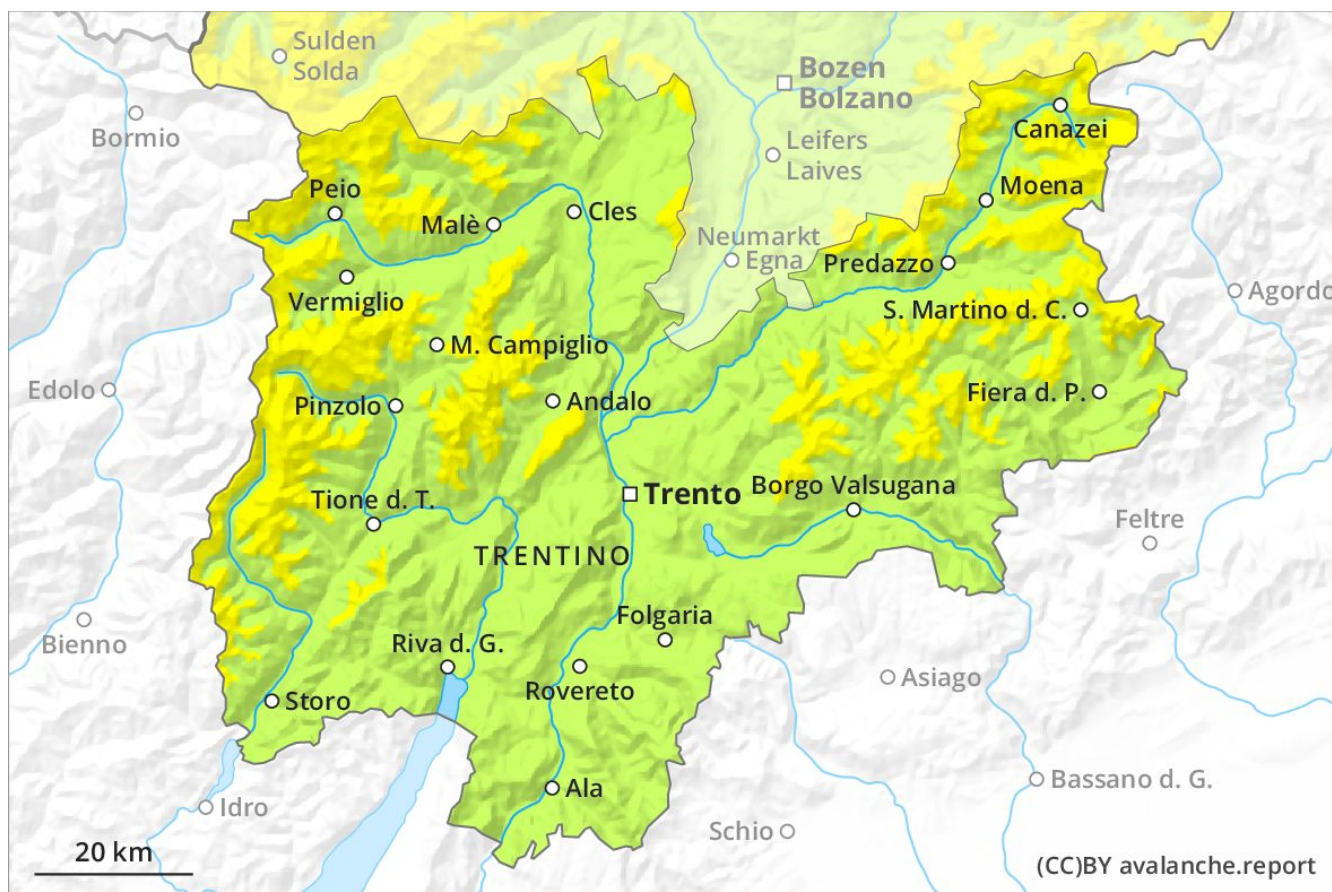 Sulden
Solda
Bozen
Bolzano
Bormio
Canazei
Leifers
Laives
Peio
Moena
Malè
Cles
Neumarkt
Egna
Predazzo
Vermiglio
Agordo
S. Martino d. C.
M. Campiglio
Edolo
Pinzolo
Andalo
Fiera d. P.
Tione d. T.
Trento
Borgo Valsugana
Feltre
TRENTINO
Bienno
Folgaria
Riva d. G.
Asiago
Rovereto
Storo
Bassano d. G.
Ala
Idro
Schio
20 km
(CC)BY avalanche.report